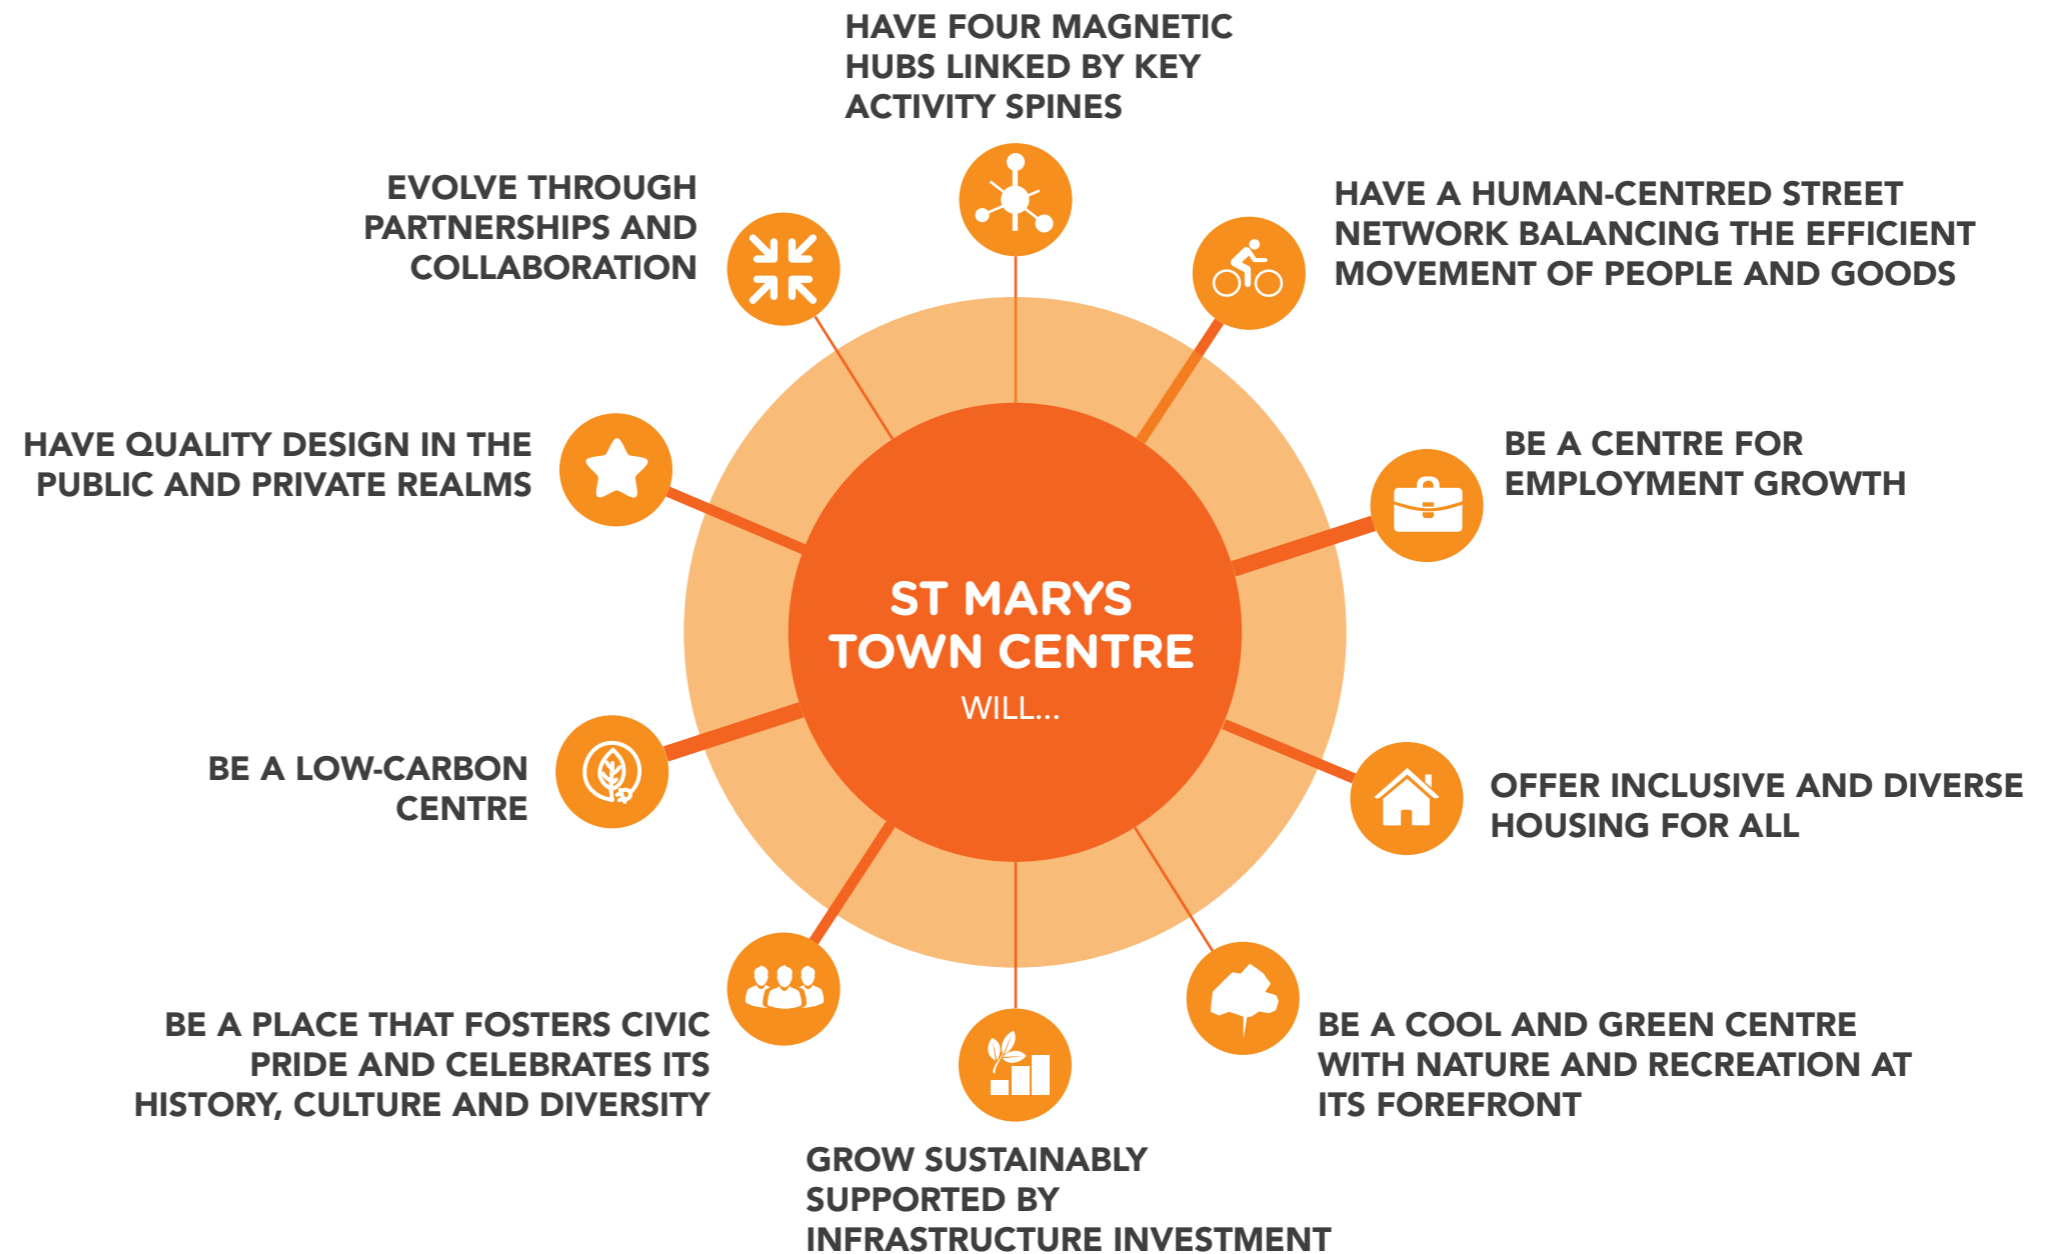 HAVE FOUR MAGNETIC
HUBS LINKED BY KEY
ACTIVITY SPINES
HAVE A HUMAN-CENTRED STREET
NETWORK BALANCING THE EFFICIENT
MOVEMENT OF PEOPLE AND GOODS
BE A CENTRE FOR
EMPLOYMENT GROWTH
OFFER INCLUSIVE AND DIVERSE
HOUSING FOR ALL
BE A COOL AND GREEN CENTRE
WITH NATURE AND RECREATION AT
ITS FOREFRONT
GROW SUSTAINABLY
SUPPORTED BY
INFRASTRUCTURE INVESTMENT
BE A PLACE THAT FOSTERS CIVIC
PRIDE AND CELEBRATES ITS
HISTORY, CULTURE AND DIVERSITY
BE A LOW-CARBON
CENTRE
HAVE QUALITY DESIGN IN THE
PUBLIC AND PRIVATE REALMS
EVOLVE THROUGH
PARTNERSHIPS AND
COLLABORATION
ST MARYS
TOWN CENTRE
WILL...